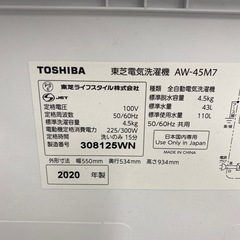 TOSHIBA 東芝電気洗濯機 AW-45M7
東芝ライフスタイル株式会社
JET
種類 全自動電気洗濯機
定格電圧 100V
標準脱水容量 4.5kg
定格周波数 50/60Hz
標準水量 43L
標準洗濯容量 4.5kg
標準使用水量 110L
電動機定格消費電力 225/300W
50/60Hz 共用
定格時間 洗いのみ 15分
製造番号 308125WN
日本国内専用
Use only in Japan
外形寸法 幅550mm 奥行534mm 高さ934mm
2020 年製